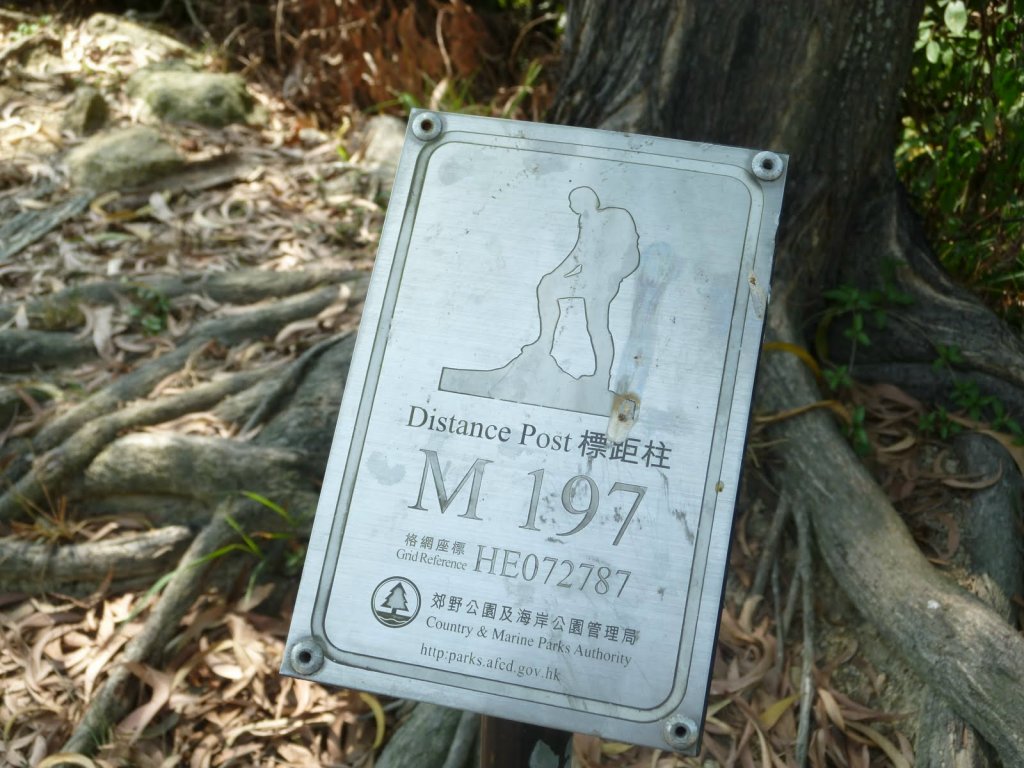 Distance Post 標距柱
M 197
格網座標
Grid Reference HE072787
郊野公園及海岸公園管理局
Country & Marine Parks Authority
http:parks.afcd.gov.hk